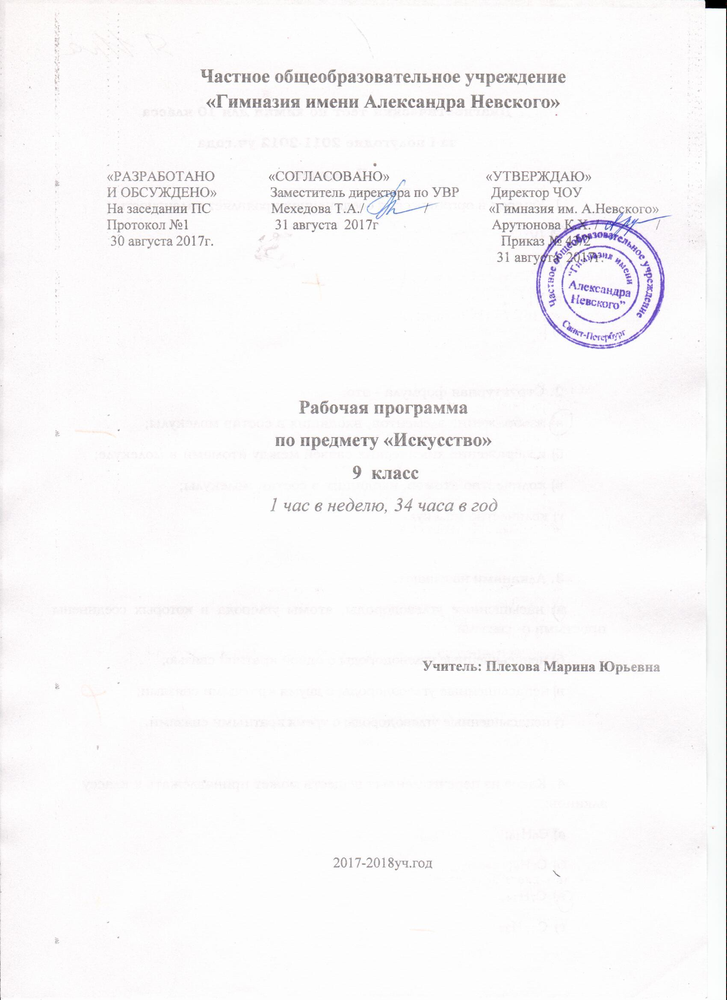 Частное общеобразовательное учреждение
«Гимназия имени Александра Невского»
«РАЗРАБОТАНО
И ОБСУЖДЕНО»
На заседании ПС
Протокол №1
30 августа 2017г.
«СОГЛАСОВАНО»
Заместитель директора по УВР
Мехедова Т.А./ /
31 августа 2017г
«УТВЕРЖДАЮ»
Директор ЧОУ
«Гимназия им. А.Невского»
Арутюнова К.Х. / /
Приказ № 43/2
31 августа 2017г.
Частное общеобразовательное учреждение
"Гимназия имени
Александра
Невского"
Санкт-Петербург
Рабочая программа
по предмету «Искусство»
9 класс
1 час в неделю, 34 часа в год
Учитель: Плехова Марина Юрьевна
2017-2018уч.год